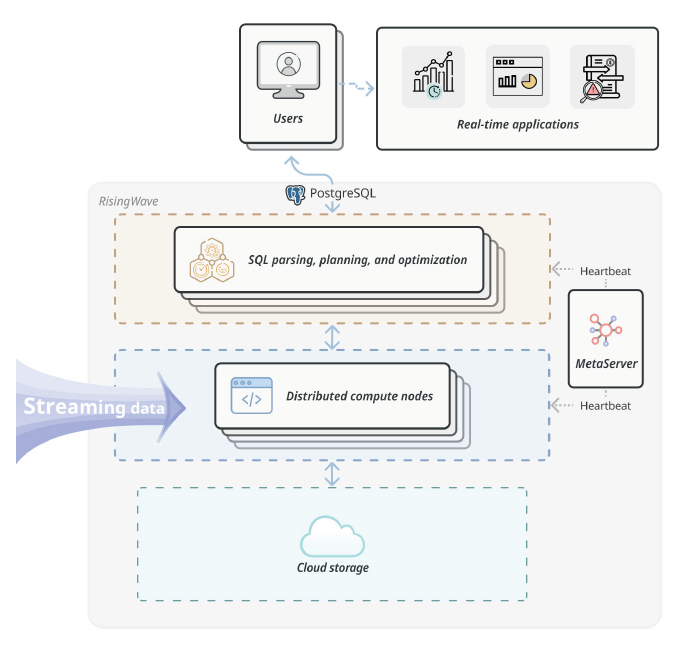 Users
Real-time applications
PostgreSQL
RisingWave
SQL parsing, planning, and optimization
Heartbeat
MetaServer
Heartbeat
Streaming data
Distributed compute nodes
Cloud storage